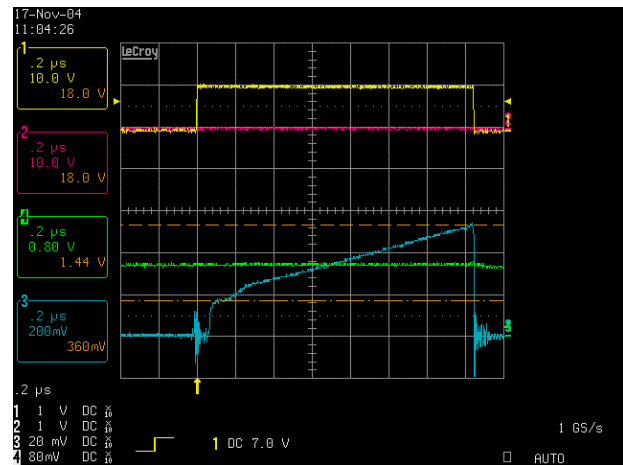 17-Nov-04
11:04:26
LeCroy
1
.2 µs
10.0 V
18.0 V
2
.2 µs
10.0 V
18.0 V
4
.2 µs
0.80 V
1.44 V
3
.2 µs
200mV
360mV
.2 µs
1 1 V DC x10
2 1 V DC x10
3 20 mV DC x10
4 80mV DC x10
1 DC 7.0 V
1 GS/s
AUTO